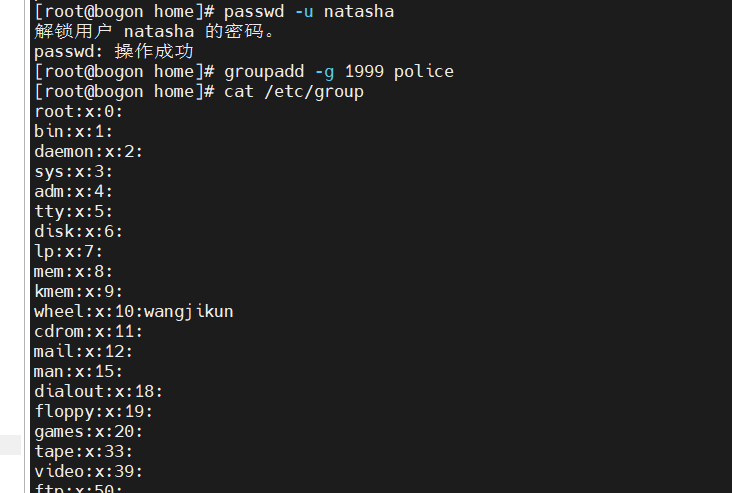 [root@bogon home]# passwd -u natasha
解锁用户 natasha 的密码。
passwd: 操作成功
[root@bogon home]# groupadd -g 1999 police
[root@bogon home]# cat /etc/group
root:x:0:
bin:x:1:
daemon:x:2:
sys:x:3:
adm:x:4:
tty:x:5:
disk:x:6:
lp:x:7:
mem:x:8:
kmem:x:9:
wheel:x:10:wangjikun
cdrom:x:11:
mail:x:12:
man:x:15:
dialout:x:18:
floppy:x:19:
games:x:20:
tape:x:33:
video:x:39:
ftp:x:50: